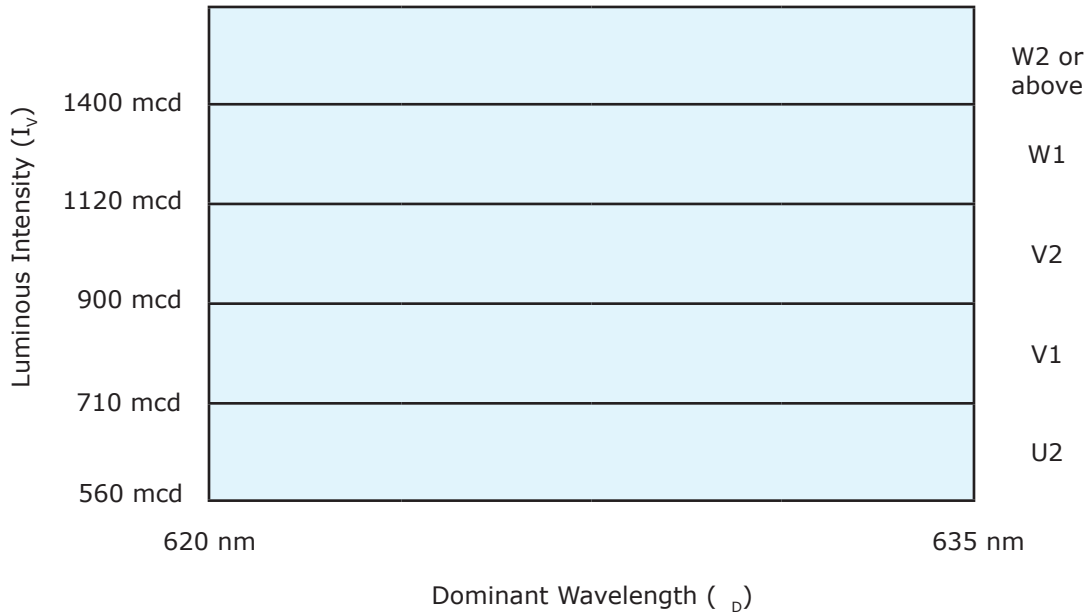 W2 or
above
1400 mcd
W1
1120 mcd
V2
900 mcd
V1
710 mcd
U2
560 mcd
620 nm
635 nm
Luminous Intensity (Iv)
Dominant Wavelength ( D)